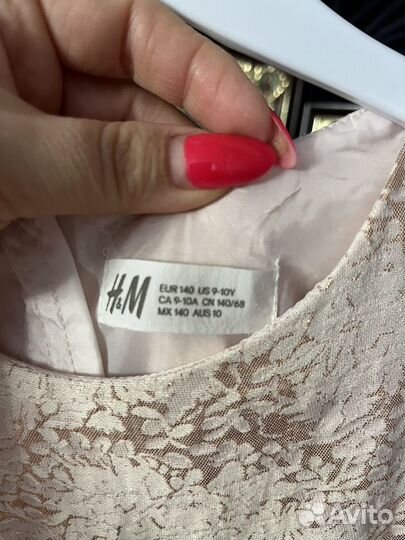 H&M
EUR 140 US 9-10Y
CA 9-10A CN 140/68
MX 140 AUS 10
Avito